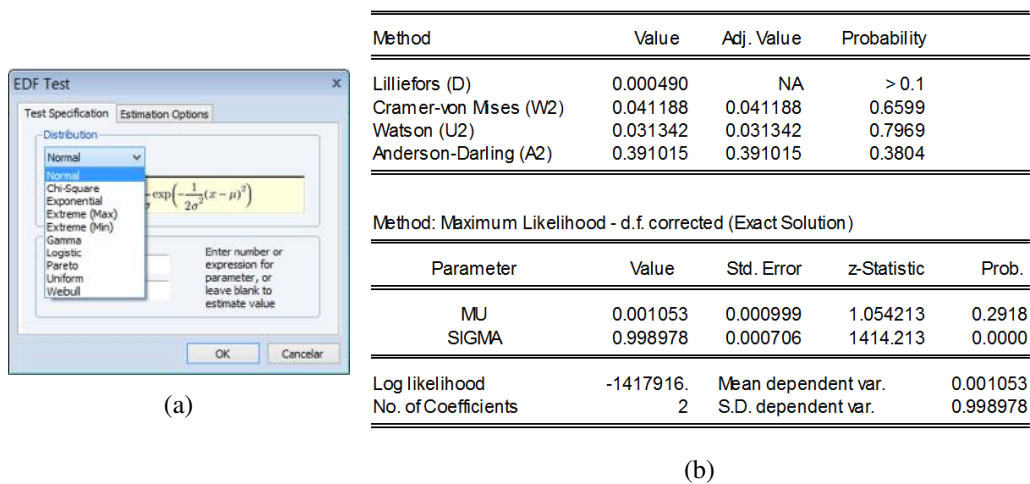 EDF Test
x
Test Specification Estimation Options
Distribution
Normal
Normal
Chi-Square
Exponential
Extreme (Max)
Extreme (Min)
Gamma
Logistic
Pareto
Uniform
Weibull
exp(-1/2σ²(x − μ)²)
Enter number or
expression for
parameter, or
leave blank to
estimate value
OK Cancelar
(a)
Method Value Adj. Value Probability
Lilliefors (D) 0.000490 NA > 0.1
Cramer-von Mises (W2) 0.041188 0.041188 0.6599
Watson (U2) 0.031342 0.031342 0.7969
Anderson-Darling (A2) 0.391015 0.391015 0.3804
Method: Maximum Likelihood - d.f. corrected (Exact Solution)
Parameter Value Std. Error z-Statistic Prob.
MU 0.001053 0.000999 1.054213 0.2918
SIGMA 0.998978 0.000706 1414.213 0.0000
Log likelihood -1417916. Mean dependent var. 0.001053
No. of Coefficients 2 S.D. dependent var. 0.998978
(b)